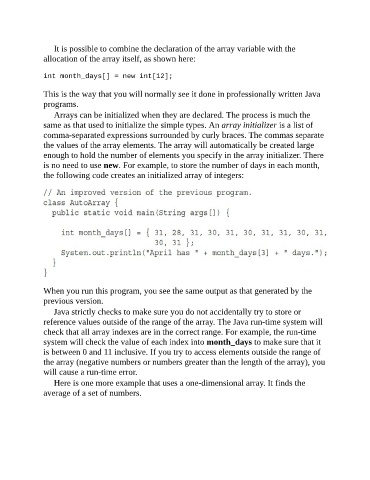 It is possible to combine the declaration of the array variable with the
allocation of the array itself, as shown here:
int month_days[] = new int[12];
This is the way that you will normally see it done in professionally written Java
programs.
Arrays can be initialized when they are declared. The process is much the
same as that used to initialize the simple types. An array initializer is a list of
comma-separated expressions surrounded by curly braces. The commas separate
the values of the array elements. The array will automatically be created large
enough to hold the number of elements you specify in the array initializer. There
is no need to use new. For example, to store the number of days in each month,
the following code creates an initialized array of integers:
// An improved version of the previous program.
class AutoArray {
public static void main(String args[]) {
int month_days[] = { 31, 28, 31, 30, 31, 30, 31, 31, 30, 31,
30, 31 };
System.out.println("April has " + month_days[3] + " days.");
}
}
When you run this program, you see the same output as that generated by the
previous version.
Java strictly checks to make sure you do not accidentally try to store or
reference values outside of the range of the array. The Java run-time system will
check that all array indexes are in the correct range. For example, the run-time
system will check the value of each index into month_days to make sure that it
is between 0 and 11 inclusive. If you try to access elements outside the range of
the array (negative numbers or numbers greater than the length of the array), you
will cause a run-time error.
Here is one more example that uses a one-dimensional array. It finds the
average of a set of numbers.